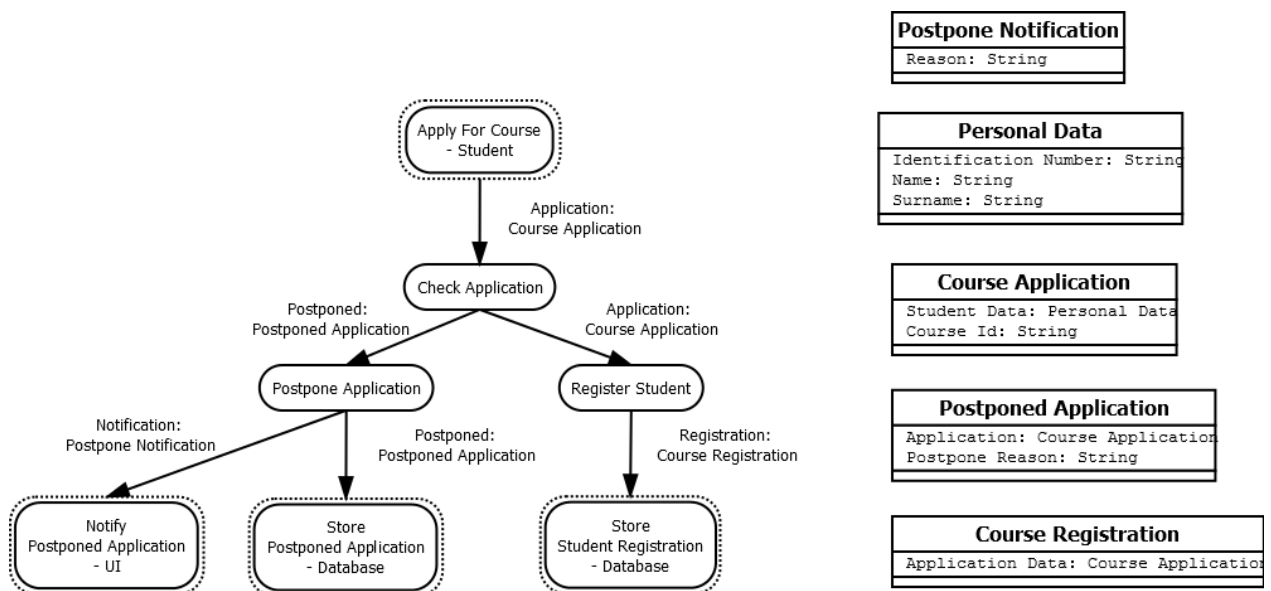 Apply For Course
- Student
Application:
Course Application
Check Application
Postponed:
Postponed Application
Application:
Course Application
Postpone Application
Register Student
Notification:
Postpone Notification
Postponed:
Postponed Application
Registration:
Course Registration
Notify
Postponed Application
- UI
Store
Postponed Application
- Database
Store
Student Registration
- Database
Postpone Notification
Reason: String
Personal Data
Identification Number: String
Name: String
Surname: String
Course Application
Student Data: Personal Data
Course Id: String
Postponed Application
Application: Course Application
Postpone Reason: String
Course Registration
Application Data: Course Application